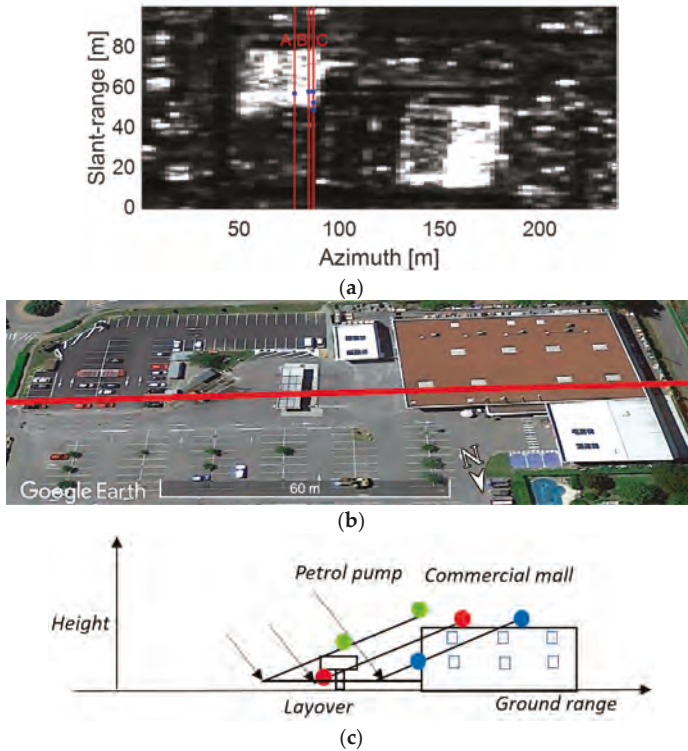 Slant-range [m]
80
60
40
20
0
A B C
50 100 150 200
Azimuth [m]
(a)
N
Google Earth 60 m
(b)
Petrol pump Commercial mall
Height
Layover Ground range
(c)